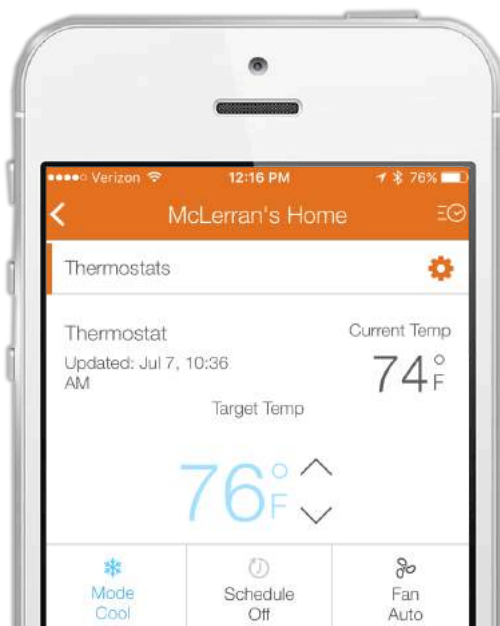 Verizon 12:16 PM 76%
McLerran's Home
Thermostats
Thermostat
Current Temp
Updated: Jul 7, 10:36
AM
74°F
Target Temp
76°F
Mode
Cool
Schedule
Off
Fan
Auto